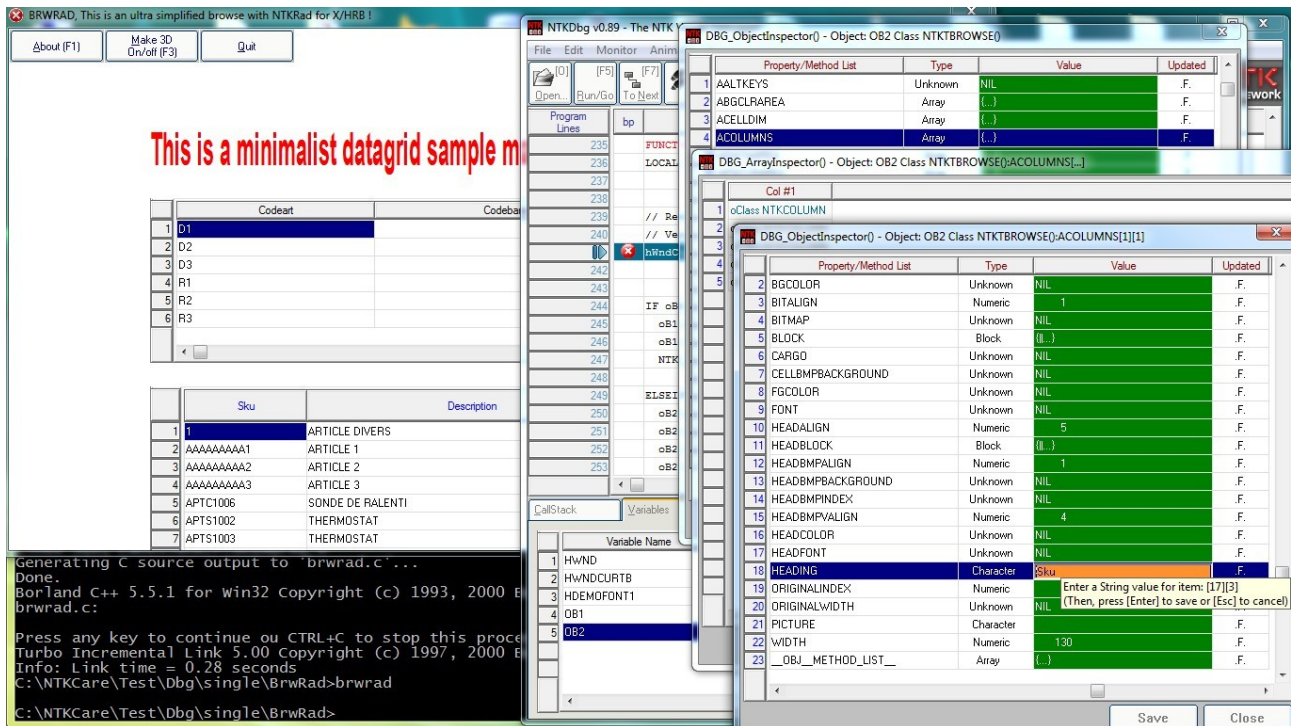 BRWRAD, This is an ultra simplified browse with NTKRad for X/HRB !
About (F1)
Make 3D
On/off (F3)
Quit
This is a minimalist datagrid sample
Codeart
1 D1
2 D2
3 D3
4 R1
5 R2
6 R3
Sku Description
1 1 ARTICLE DIVERS
2 AAAAAAAAA1 ARTICLE 1
3 AAAAAAAAA2 ARTICLE 2
4 AAAAAAAAA3 ARTICLE 3
5 APTC1006 SONDE DE RALENTI
6 APTS1002 THERMOSTAT
7 APTS1003 THERMOSTAT
Generating C source output to 'brwrad.c'...
Done.
Borland C++ 5.5.1 for Win32 Copyright (c) 1993, 2000
brwrad.c:
Press any key to continue ou CTRL+C to stop this
Turbo Incremental Link 5.00 Copyright (c) 1997, 2000
Info: Link time = 0.28 seconds
C:\NTKCare\Test\Dbg\single\BrwRad>brwrad
C:\NTKCare\Test\Dbg\single\BrwRad>
NTKDbg v0.89 - The NTK
File Edit Monitor
[O]
Open...
[F5]
Run/Go
[F7]
To Next
Program
Lines
bp
235
236 LOCAL
237
238
239 //
240 //
242
243
244 IF
245
246
247
248
249
250
251
252
253
CallStack
Variables
Variable Name
1 HWND
2 HWNDCURTB
3 HDEMOFONT1
4 OB1
5 OB2
DBG_ObjectInspector() - Object: OB2 Class NTKTBROWSE()
Property/Method List Type Value Updated
1 AALTKEYS Unknown NIL .F.
2 ABGCLRAREA Array {...} .F.
3 ACELLDIM Array {...} .F.
4 ACOLUMNS Array {...} .F.
DBG_ArrayInspector() - Object: OB2 Class NTKTBROWSE():ACOLUMNS[...]
Col #1
1 oClass NTKCOLUMN
2
3
4
5
DBG_ObjectInspector() - Object: OB2 Class NTKTBROWSE():ACOLUMNS[1][1]
Property/Method List Type Value Updated
2 BGCOLOR Unknown NIL .F.
3 BITALIGN Numeric 1 .F.
4 BITMAP Unknown NIL .F.
5 BLOCK Block {||...} .F.
6 CARGO Unknown NIL .F.
7 CELLBMPBACKGROUND Unknown NIL .F.
8 FGCOLOR Unknown NIL .F.
9 FONT Unknown NIL .F.
10 HEADALIGN Numeric 5 .F.
11 HEADBLOCK Block {||...} .F.
12 HEADBMPALIGN Numeric 1 .F.
13 HEADBMPBACKGROUND Unknown NIL .F.
14 HEADBMPINDEX Unknown NIL .F.
15 HEADBMPVALIGN Numeric 4 .F.
16 HEADCOLOR Unknown NIL .F.
17 HEADFONT Unknown NIL .F.
18 HEADING Character Sku .F.
19 ORIGINALINDEX Numeric
20 ORIGINALWIDTH Unknown NIL
21 PICTURE Character .F.
22 WIDTH Numeric 130 .F.
23 __OBJ__METHOD_LIST__ Array {...} .F.
Enter a String value for item: [17][3]
(Then, press [Enter] to save or [Esc] to cancel)
Save
Close